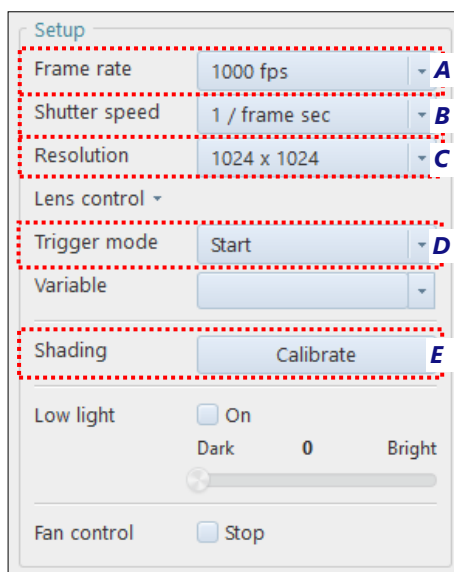 Setup
Frame rate 1000 fps A
Shutter speed 1 / frame sec B
Resolution 1024 x 1024 C
Lens control
Trigger mode Start D
Variable
Shading Calibrate E
Low light On
Dark 0 Bright
Fan control Stop